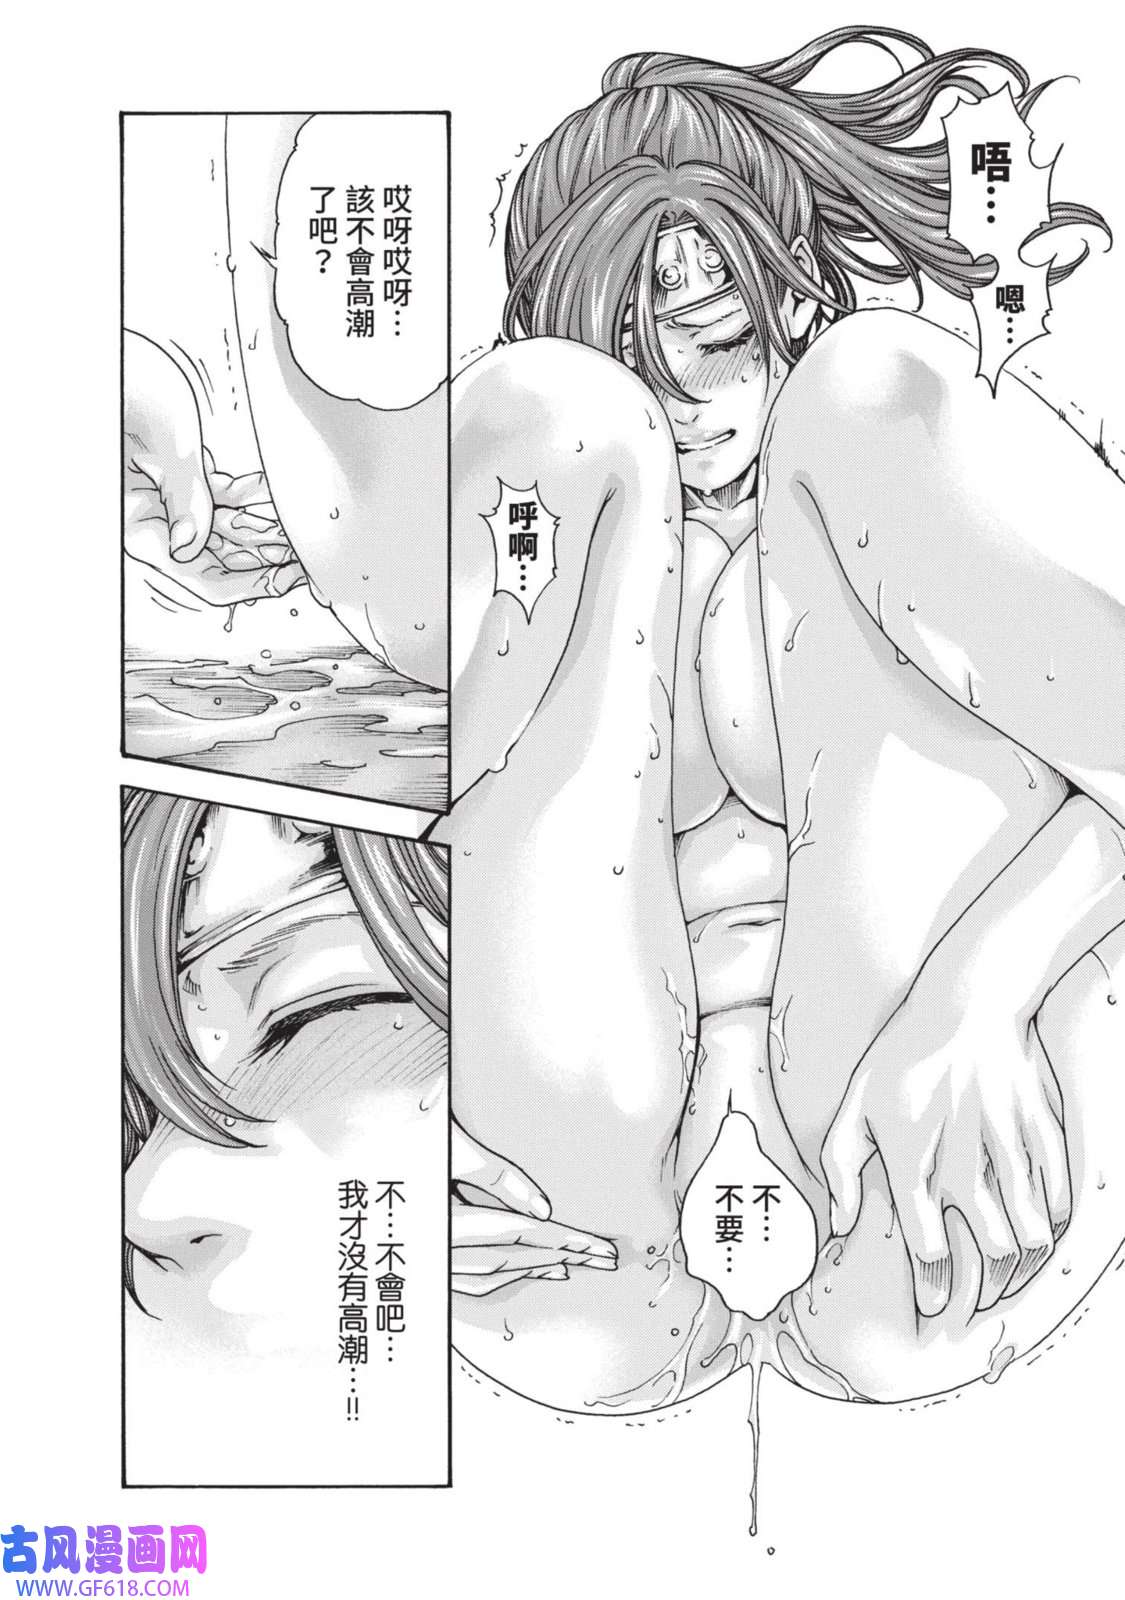 唔…
嗯…
呼啊…
不…
不要…
哎呀哎呀…
該不會高潮
了吧？
不…不會吧…
我才沒有高潮…!!
古风漫画网
WWW.GF618.COM